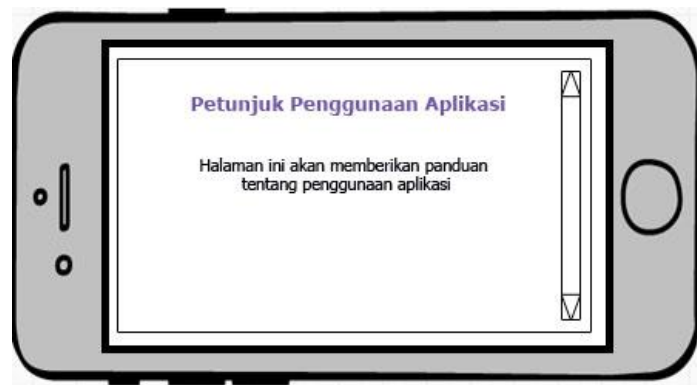 Petunjuk Penggunaan Aplikasi
Halaman ini akan memberikan panduan
tentang penggunaan aplikasi